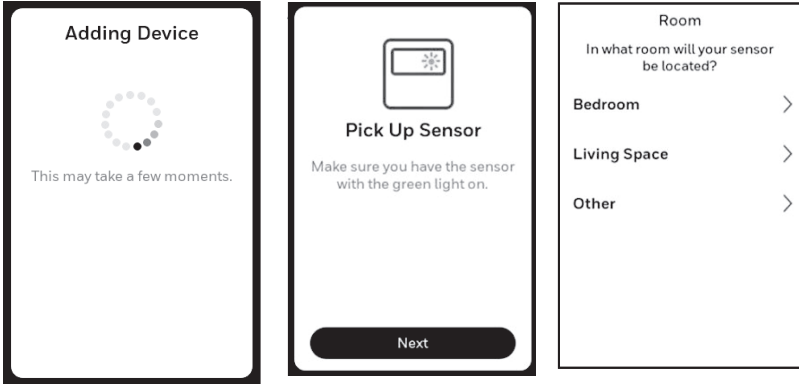 Adding Device
This may take a few moments.
Pick Up Sensor
Make sure you have the sensor
with the green light on.
Next
Room
In what room will your sensor
be located?
Bedroom
Living Space
Other